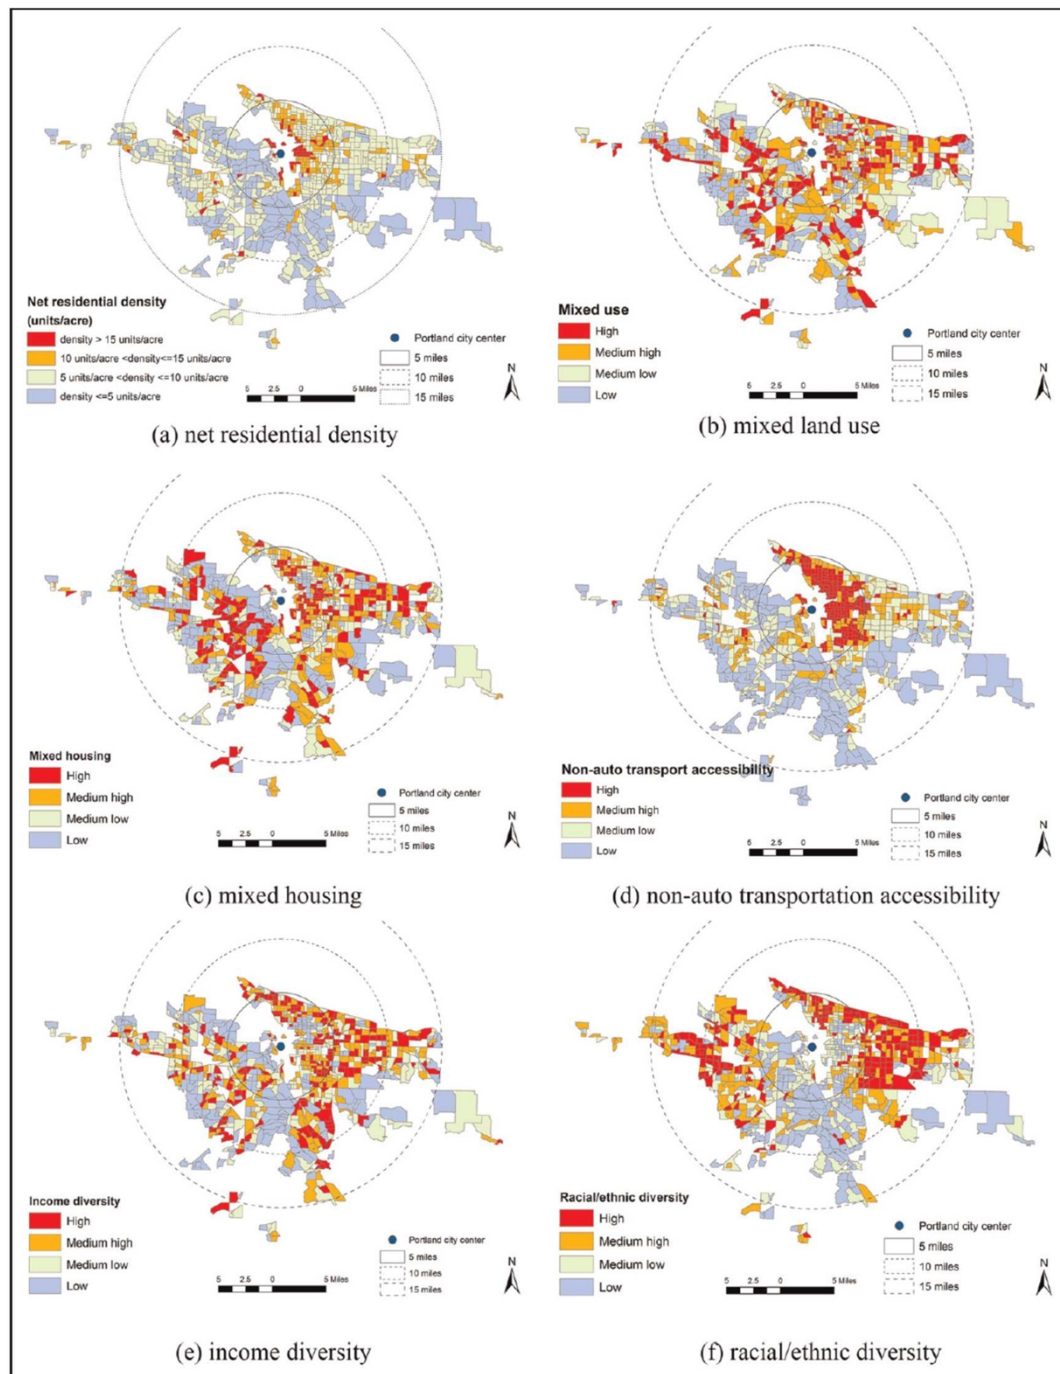 Net residential density
(units/acre)
density > 15 units/acre
10 units/acre <density<=15 units/acre
5 units/acre <density <=10 units/acre
density <=5 units/acre
Portland city center
5 miles
10 miles
15 miles
5 2.5 0 5 Miles
N
(a) net residential density
Mixed use
High
Medium high
Medium low
Low
Portland city center
5 miles
10 miles
15 miles
5 2.5 0 5 Miles
N
(b) mixed land use
Mixed housing
High
Medium high
Medium low
Low
Portland city center
5 miles
10 miles
15 miles
5 2.5 0 5 Miles
N
(c) mixed housing
Non-auto transport accessibility
High
Medium high
Medium low
Low
Portland city center
5 miles
10 miles
15 miles
5 2.5 0 5 Miles
N
(d) non-auto transportation accessibility
Income diversity
High
Medium high
Medium low
Low
Portland city center
5 miles
10 miles
15 miles
5 2.5 0 5 Miles
N
(e) income diversity
Racial/ethnic diversity
High
Medium high
Medium low
Low
Portland city center
5 miles
10 miles
15 miles
5 2.5 0 5 Miles
N
(f) racial/ethnic diversity